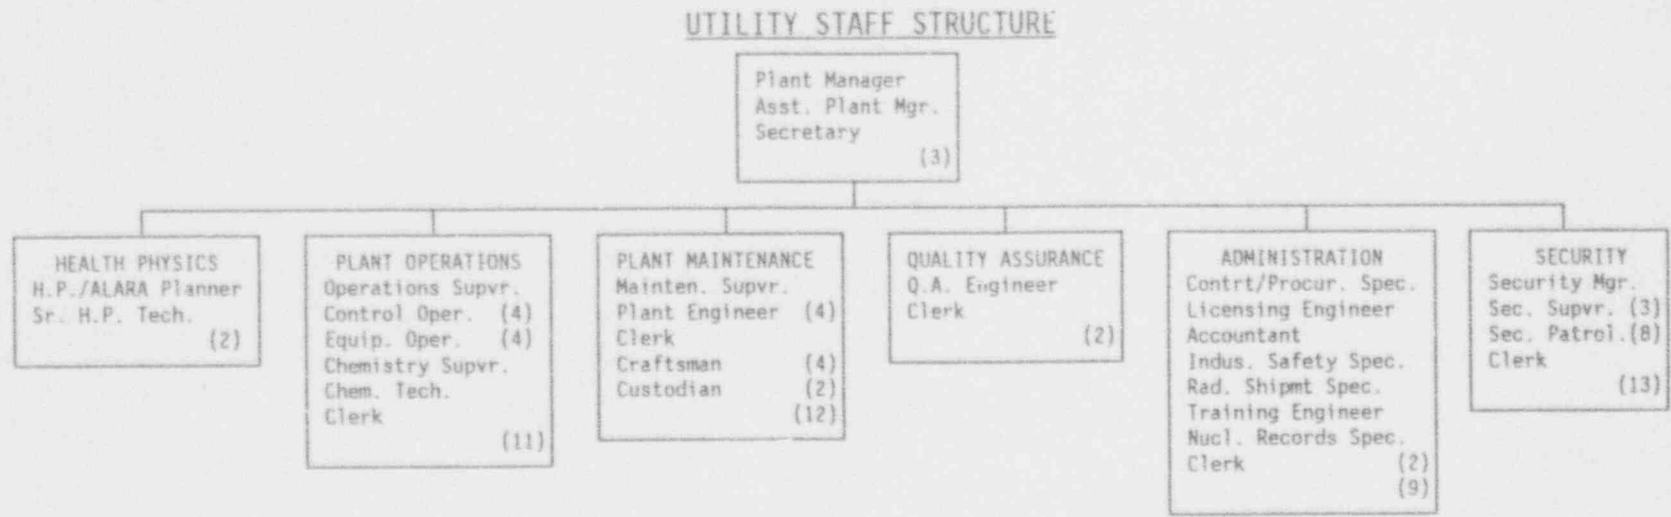 UTILITY STAFF STRUCTURE
Plant Manager
Asst. Plant Mgr.
Secretary
(3)
HEALTH PHYSICS
H.P./ALARA Planner
Sr. H.P. Tech.
(2)
PLANT OPERATIONS
Operations Supvr.
Control Oper. (4)
Equip. Oper. (4)
Chemistry Supvr.
Chem. Tech.
Clerk
(11)
PLANT MAINTENANCE
Mainten. Supvr.
Plant Engineer (4)
Clerk
Craftsman (4)
Custodian (2)
(12)
QUALITY ASSURANCE
Q.A. Engineer
Clerk
(2)
ADMINISTRATION
Contrt/Procur. Spec.
Licensing Engineer
Accountant
Indus. Safety Spec.
Rad. Shipmt Spec.
Training Engineer
Nucl. Records Spec.
Clerk (2)
(9)
SECURITY
Security Mgr.
Sec. Supvr. (3)
Sec. Patrol.(8)
Clerk
(13)